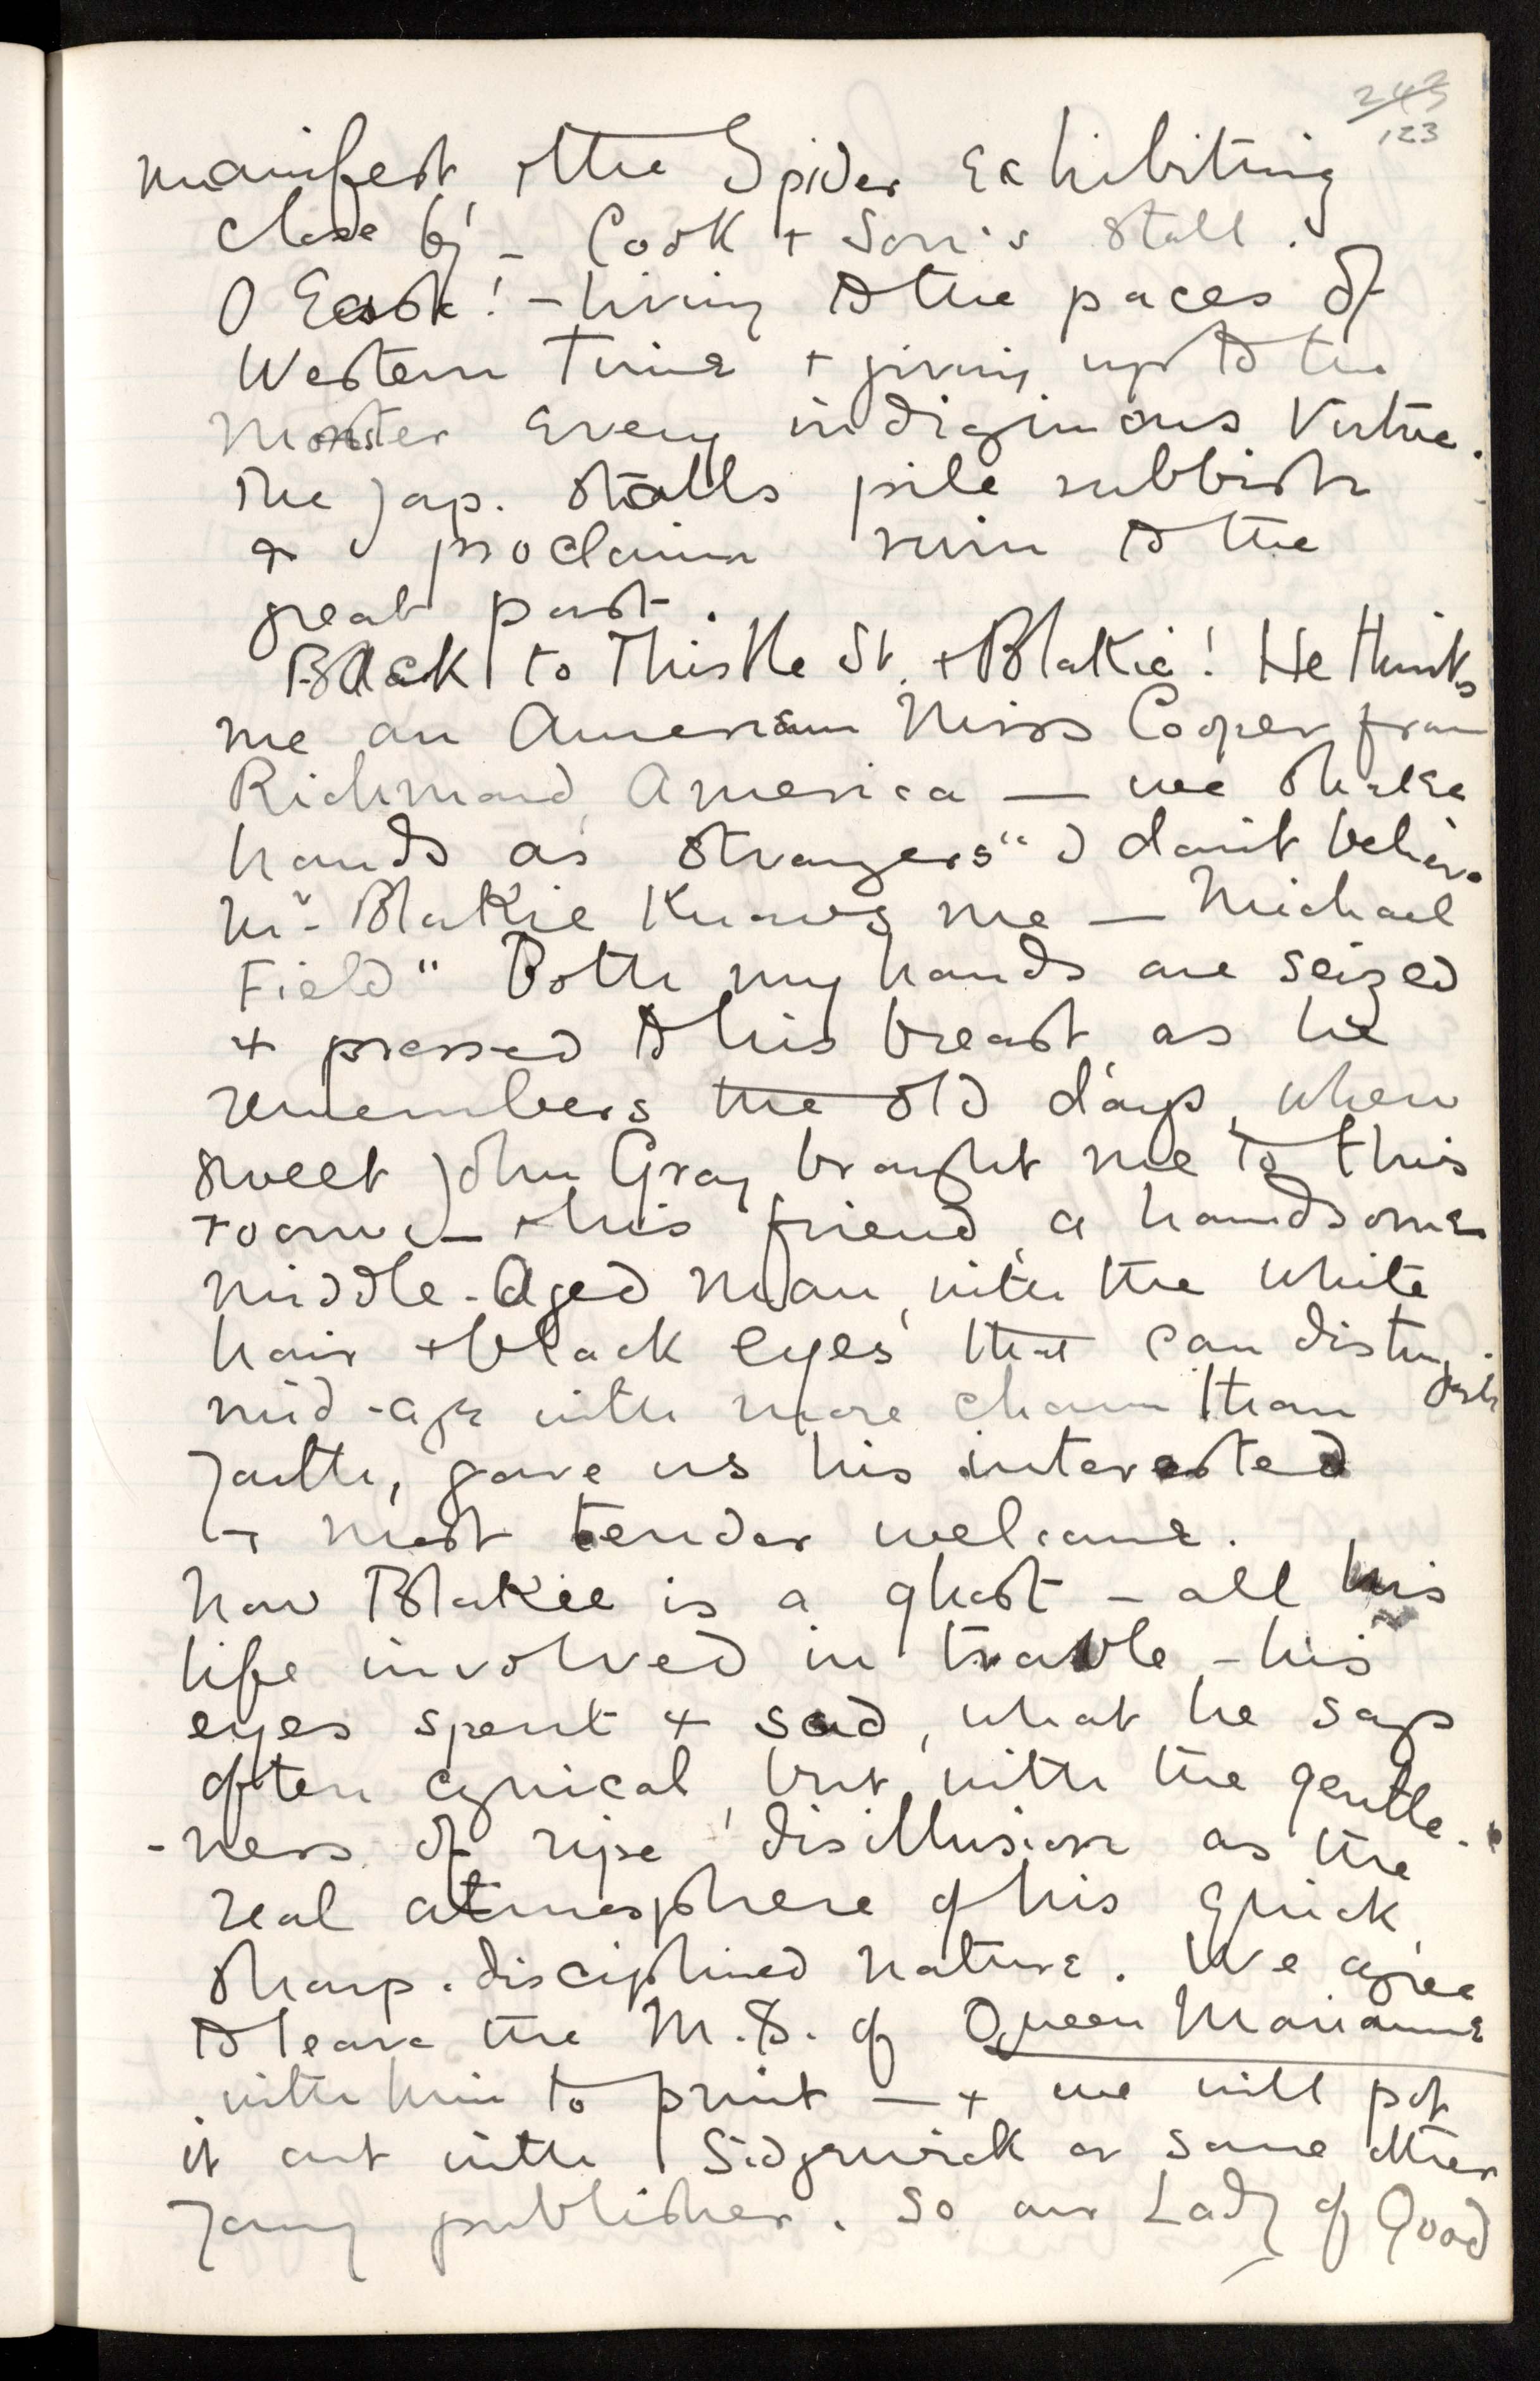 243
123
manifest, + the Spider exhibiting
close by – Cook + Son's stall.
O East! – living to the paces of
Western Time + giving up to the
monster every indiginous Virtue.
The Jap. stalls pile rubbish
+ proclaim ruin to the
great past.
Back to Thistle St. + Blakie! He thinks
me an American Miss Cooper from
Richmond, America — we shake
hands as strangers "I don't believe
Mr Blakie knows me — Michael
Field" Both my hands are seized
+ pressed to his breast as he
remembers the old days, when
sweet John Gray brought me to this
room – + his friend, a handsome
middle-aged man, with the white
hair + black eyes that can distinguish
mid-age with more charm than
youth, gave us his interested
+ most tender welcome.
Now Blakie is a ghost – all his
life involved in trouble – his
eyes spent + sad, what he says
often cynical, but with the gentle-
-ness of ripe disillusion as the
real atmosphere of his quick,
sharp-disciplined nature. We agree
to leave the M.S. of Queen Marianne
with him to print — + we will put
it out with Sidgwick or some other
young publisher. So our Lady of Good